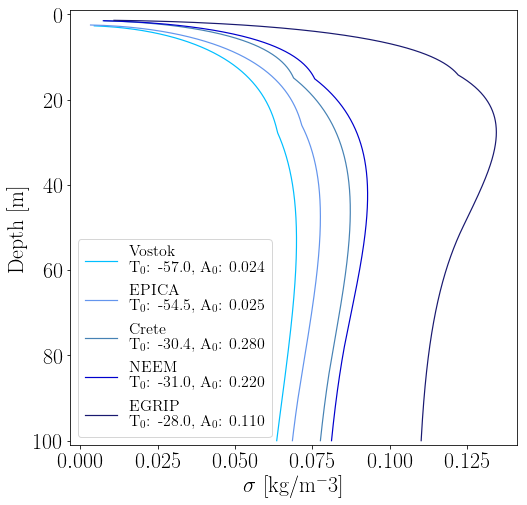 0
20
40
60
80
100
Depth [m]
Vostok
T₀: -57.0, A₀: 0.024
EPICA
T₀: -54.5, A₀: 0.025
Crete
T₀: -30.4, A₀: 0.280
NEEM
T₀: -31.0, A₀: 0.220
EGRIP
T₀: -28.0, A₀: 0.110
0.000 0.025 0.050 0.075 0.100 0.125
σ [kg/m⁻3]